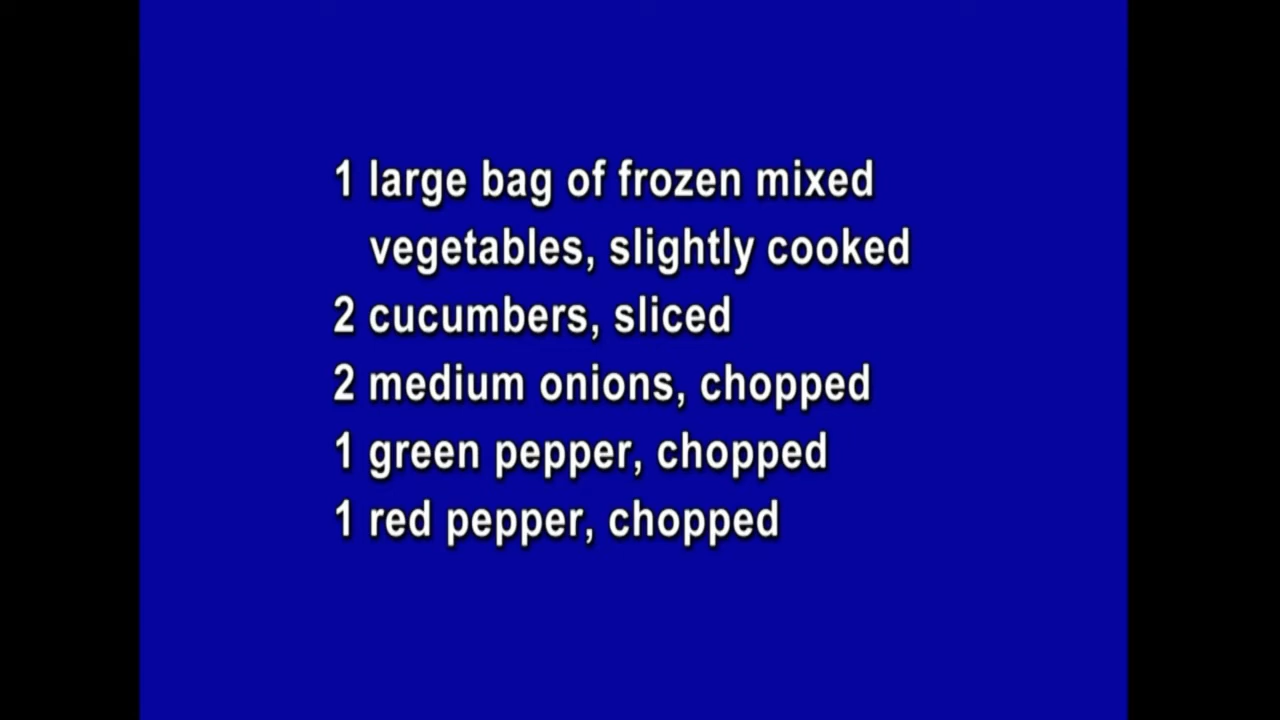 1 large bag of frozen mixed
vegetables, slightly cooked
2 cucumbers, sliced
2 medium onions, chopped
1 green pepper, chopped
1 red pepper, chopped